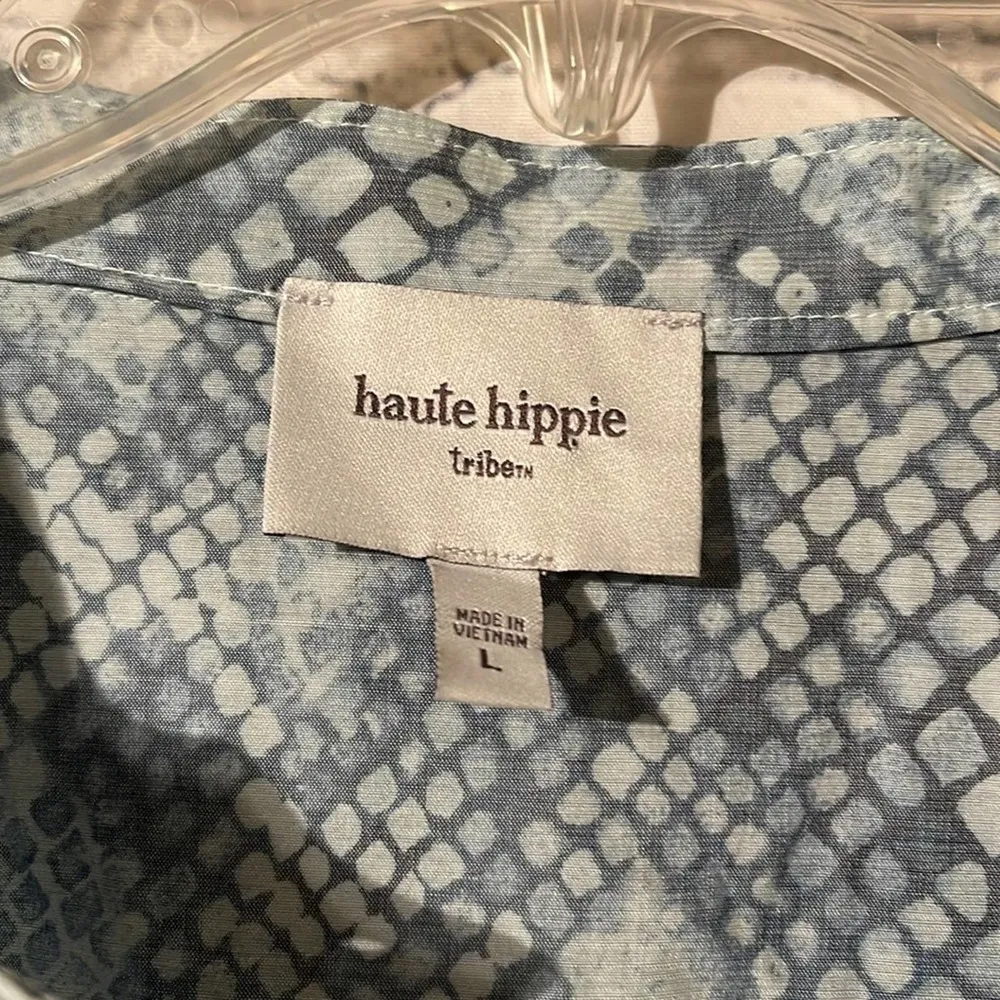 haute hippie
tribe™
MADE IN
VIETNAM
L